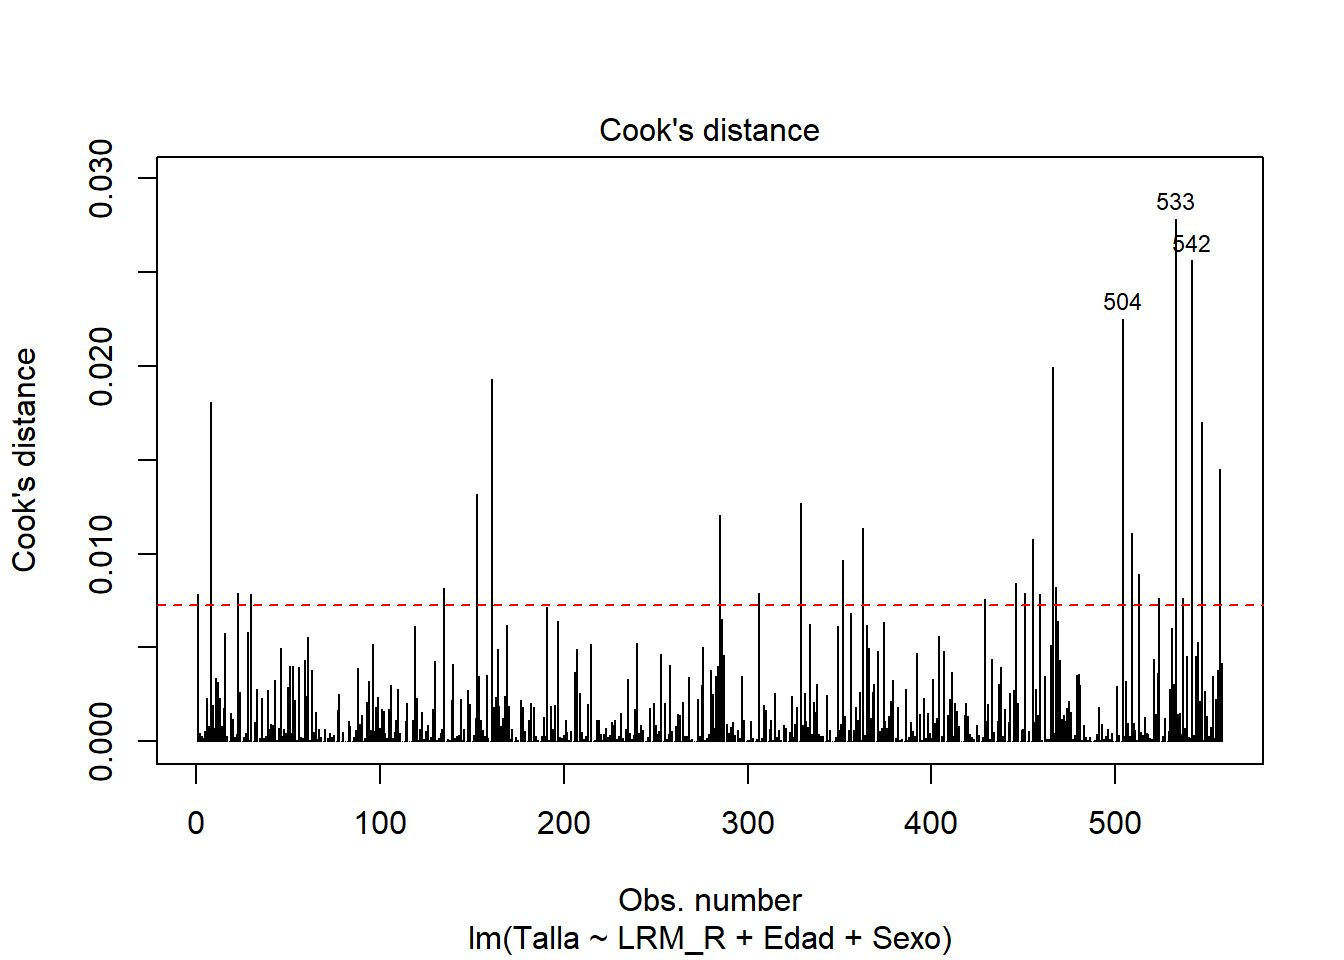 Cook's distance
0.030
0.020
0.010
0.000
Cook's distance
533
542
504
0 100 200 300 400 500
Obs. number
lm(Talla ~ LRM_R + Edad + Sexo)